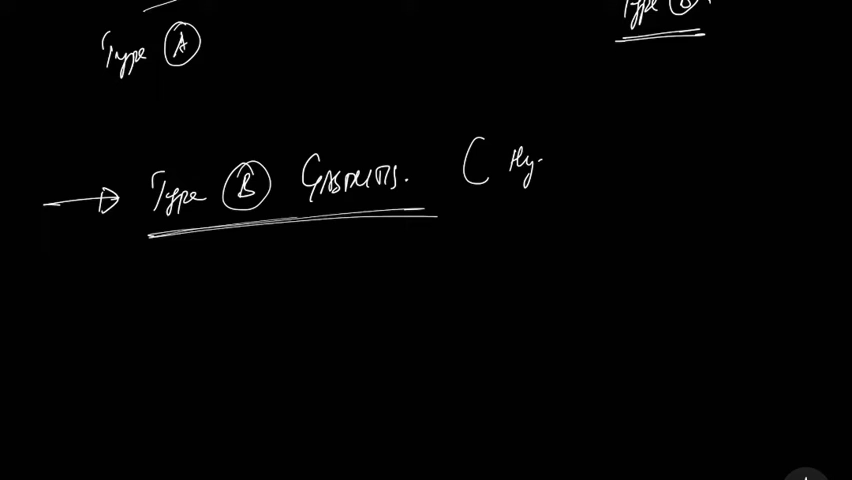 Type A
Type B
→ Type B Gastritis. ( Hy.